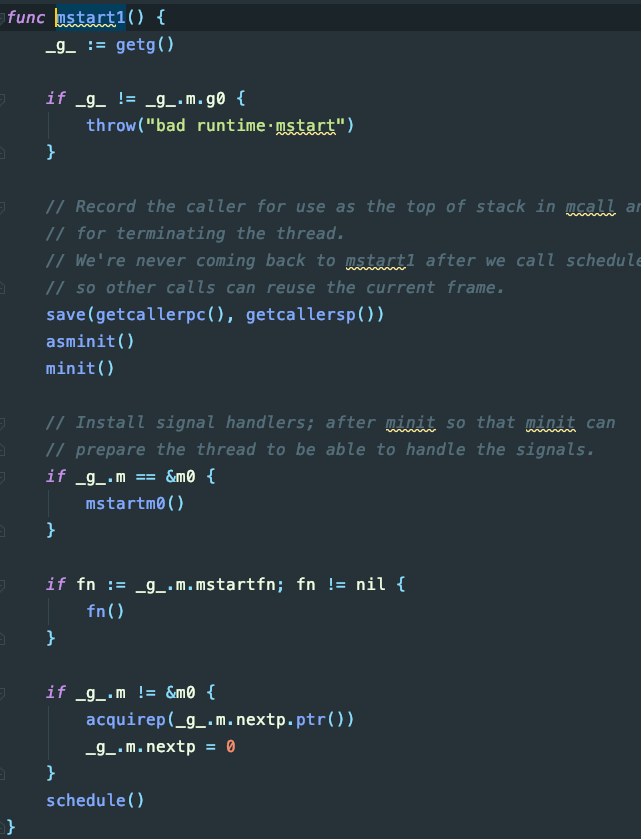 func mstart1() {
    _g_ := getg()

    if _g_ != _g_.m.g0 {
        throw("bad runtime·mstart")
    }

    // Record the caller for use as the top of stack in mcall an
    // for terminating the thread.
    // We're never coming back to mstart1 after we call schedule
    // so other calls can reuse the current frame.
    save(getcallerpc(), getcallersp())
    asminit()
    minit()

    // Install signal handlers; after minit so that minit can
    // prepare the thread to be able to handle the signals.
    if _g_.m == &m0 {
        mstartm0()
    }

    if fn := _g_.m.mstartfn; fn != nil {
        fn()
    }

    if _g_.m != &m0 {
        acquirep(_g_.m.nextp.ptr())
        _g_.m.nextp = 0
    }
    schedule()
}